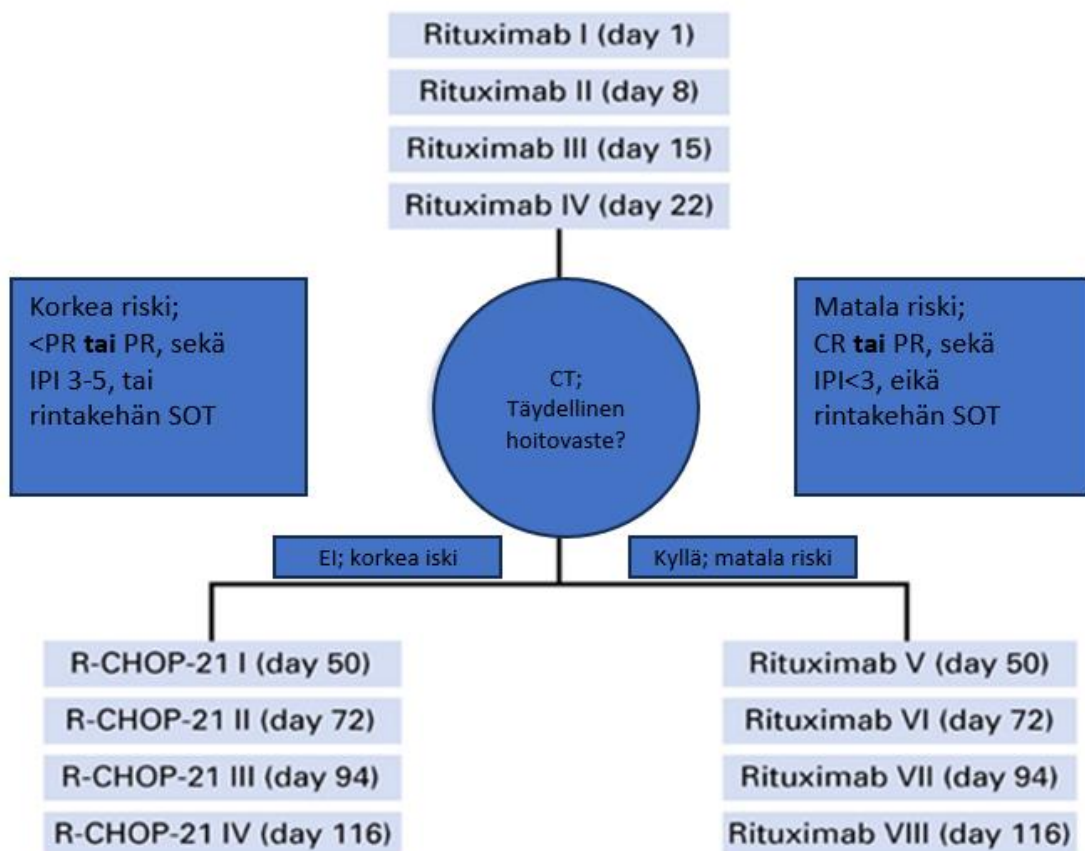 Rituximab I (day 1)
Rituximab II (day 8)
Rituximab III (day 15)
Rituximab IV (day 22)
Korkea riski;
<PR tai PR, sekä
IPI 3-5, tai
rintakehän SOT
CT;
Täydellinen
hoitovaste?
Matala riski;
CR tai PR, sekä
IPI<3, eikä
rintakehän SOT
EI; korkea iski
Kyllä; matala riski
R-CHOP-21 I (day 50)
R-CHOP-21 II (day 72)
R-CHOP-21 III (day 94)
R-CHOP-21 IV (day 116)
Rituximab V (day 50)
Rituximab VI (day 72)
Rituximab VII (day 94)
Rituximab VIII (day 116)